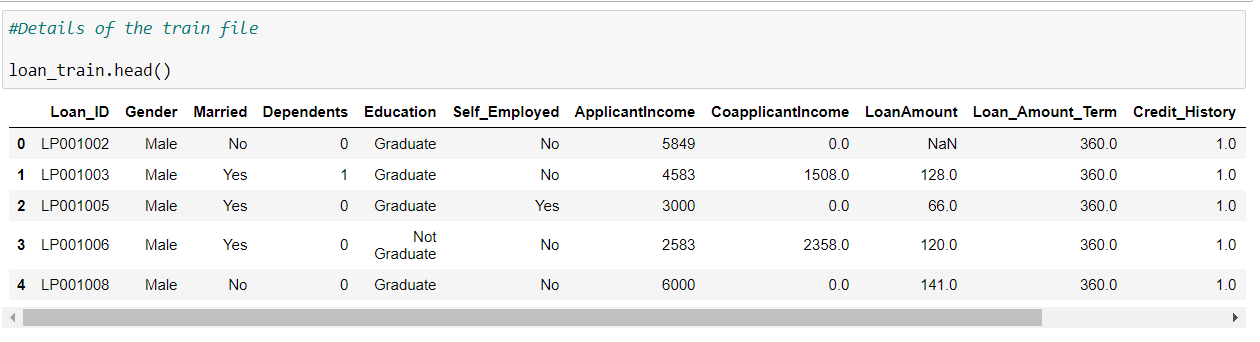 #Details of the train file
loan_train.head()
Loan_ID Gender Married Dependents Education Self_Employed ApplicantIncome CoapplicantIncome LoanAmount Loan_Amount_Term Credit_History
0 LP001002 Male No 0 Graduate No 5849 0.0 NaN 360.0 1.0
1 LP001003 Male Yes 1 Graduate No 4583 1508.0 128.0 360.0 1.0
2 LP001005 Male Yes 0 Graduate Yes 3000 0.0 66.0 360.0 1.0
3 LP001006 Male Yes 0 Not Graduate No 2583 2358.0 120.0 360.0 1.0
4 LP001008 Male No 0 Graduate No 6000 0.0 141.0 360.0 1.0